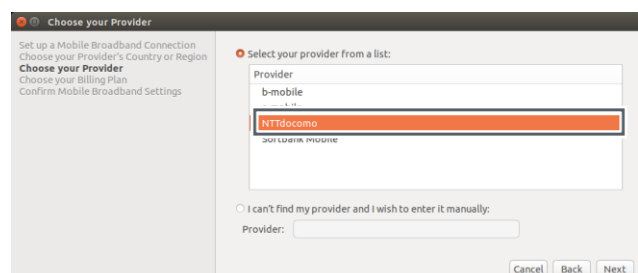 Choose your Provider
Set up a Mobile Broadband Connection
Choose your Provider's Country or Region
Choose your Provider
Choose your Billing Plan
Confirm Mobile Broadband Settings
Select your provider from a list:
Provider
b-mobile
NTTdocomo
Softbank Mobile
I can't find my provider and I wish to enter it manually:
Provider:
Cancel Back Next